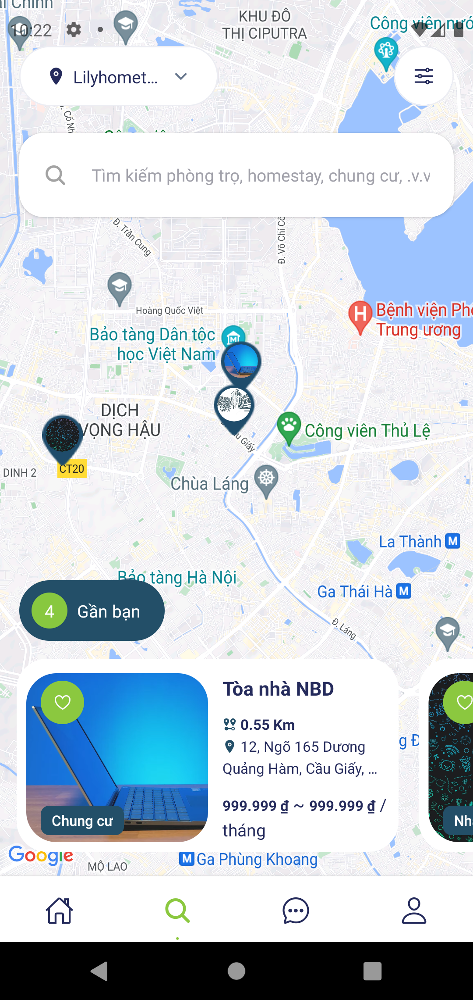 ài Chính
KHU ĐÔ
THỊ CIPUTRA
Công viên nướ
10:22
Lilyhomet...
Tìm kiếm phòng trọ, homestay, chung cư, .v.v
Đ. Trần Cung
Đ. Võ Chí Cô
Hoàng Quốc Việt
Bệnh viện Phổ
Trung ương
Bảo tàng Dân tộc
học Việt Nam
DỊCH
VỌNG HẬU
Công viên Thủ Lệ
CT20
DINH 2
Chùa Láng
La Thành
Bảo tàng Hà Nội
Ga Thái Hà
4 Gần bạn
Đ. Láng
Tòa nhà NBD
0.55 Km
12, Ngõ 165 Dương
Quảng Hàm, Cầu Giấy, ...
999.999 ₫ ~ 999.999 ₫ /
tháng
Chung cư
Google
MỘ LAO
Ga Phùng Khoang